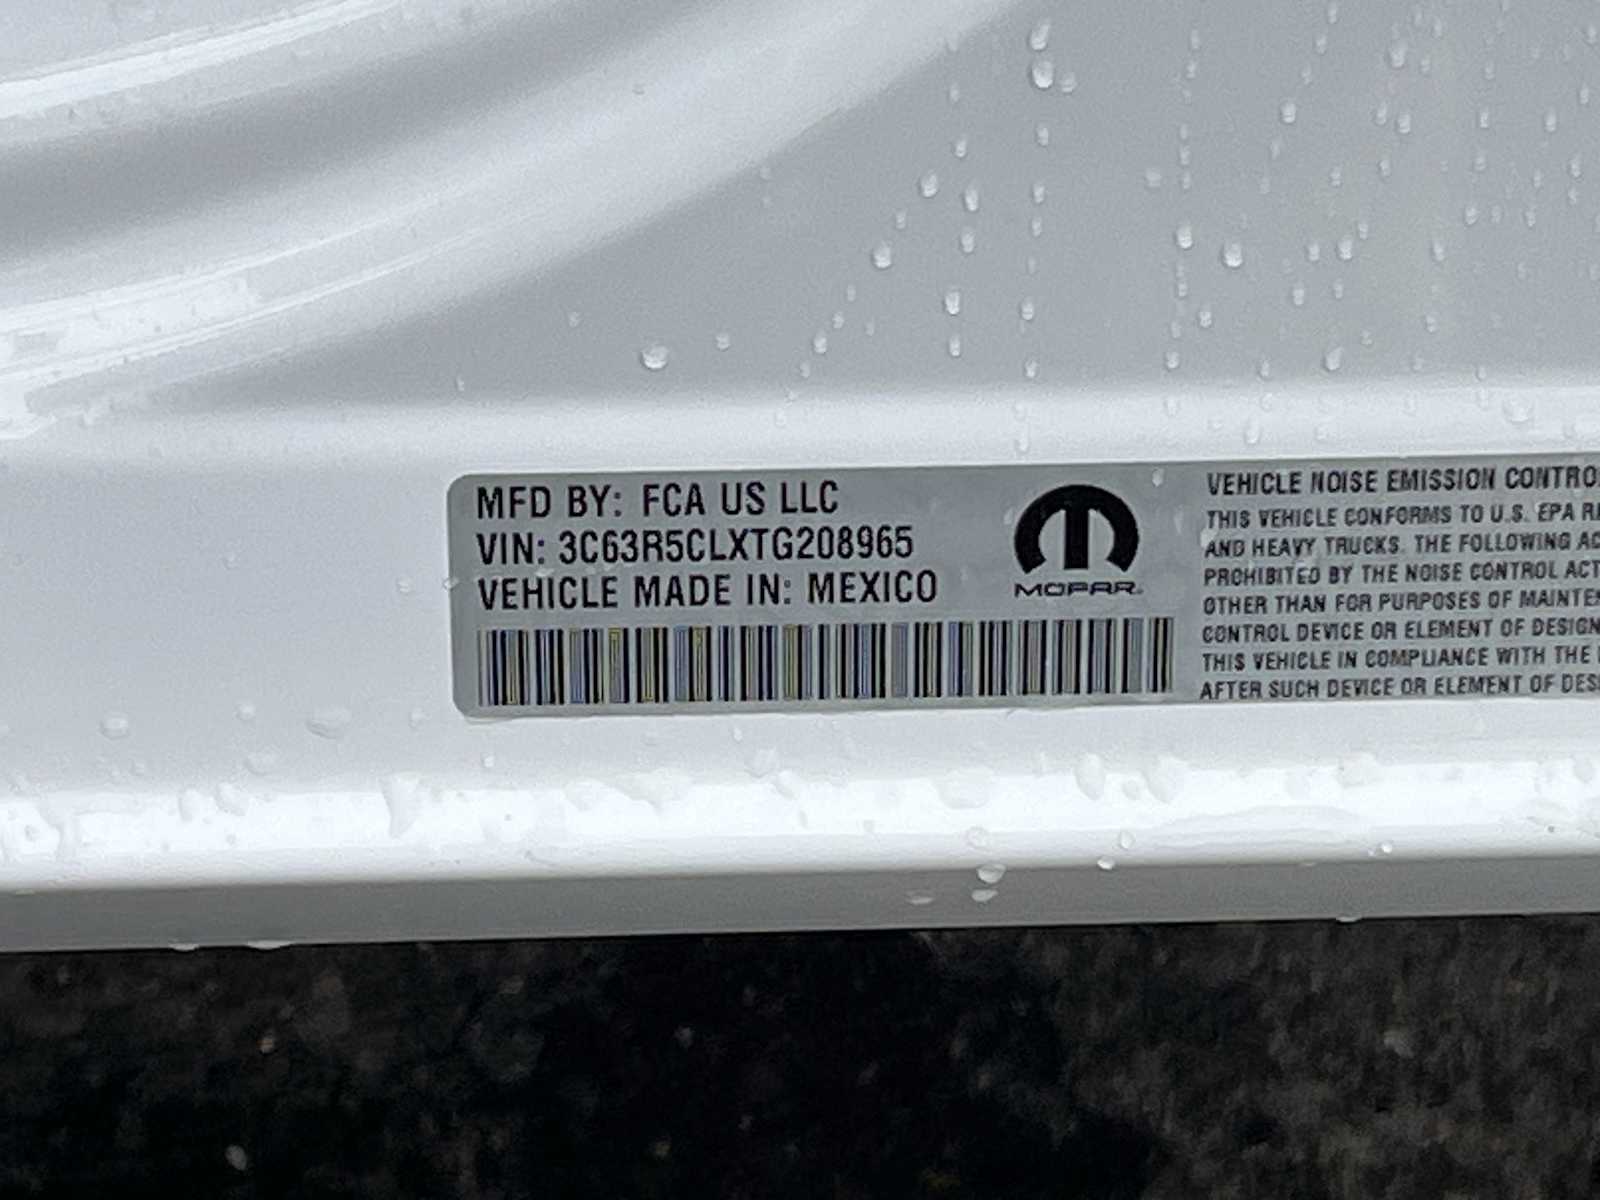 MFD BY: FCA US LLC
VIN: 3C63R5CLXTG208965
VEHICLE MADE IN: MEXICO
MOPAR
VEHICLE NOISE EMISSION CONTRO
THIS VEHICLE CONFORMS TO U.S. EPA R
AND HEAVY TRUCKS. THE FOLLOWING AC
PROHIBITED BY THE NOISE CONTROL ACT
OTHER THAN FOR PURPOSES OF MAINTE
CONTROL DEVICE OR ELEMENT OF DESIGN
THIS VEHICLE IN COMPLIANCE WITH THE
AFTER SUCH DEVICE OR ELEMENT OF DES